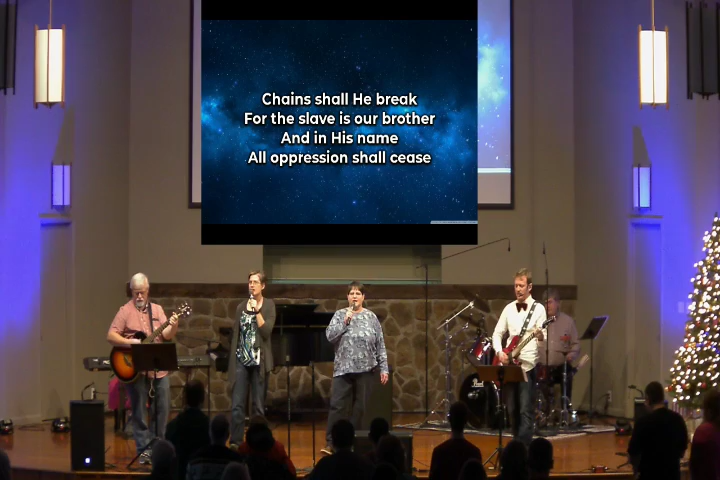 Chains shall He break
For the slave is our brother
And in His name
All oppression shall cease